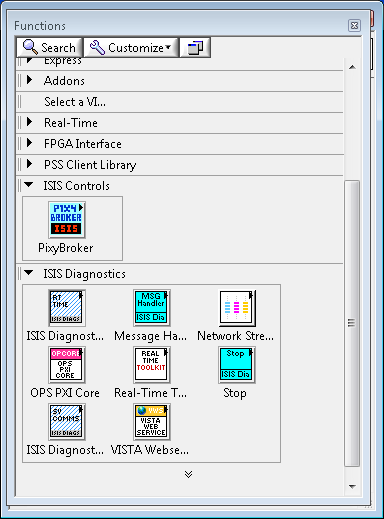 Functions
Search Customize
Express
Addons
Select a VI...
Real-Time
FPGA Interface
PSS Client Library
ISIS Controls
PIXY
BROKER
ISIS
PixyBroker
ISIS Diagnostics
RT
TIME
ISIS DIAGS
MSG
Handler
ISIS Dia
ISIS Diagnost... Message Ha... Network Stre...
OPCORE
OPS
PXI
CORE
REAL
TIME
TOOLKIT
Stop
ISIS Dia
OPS PXI Core Real-Time T... Stop
SV
COMMS
ISIS DIAGS
VISTA
WEB
SERVICE
ISIS Diagnost... VISTA Webse...